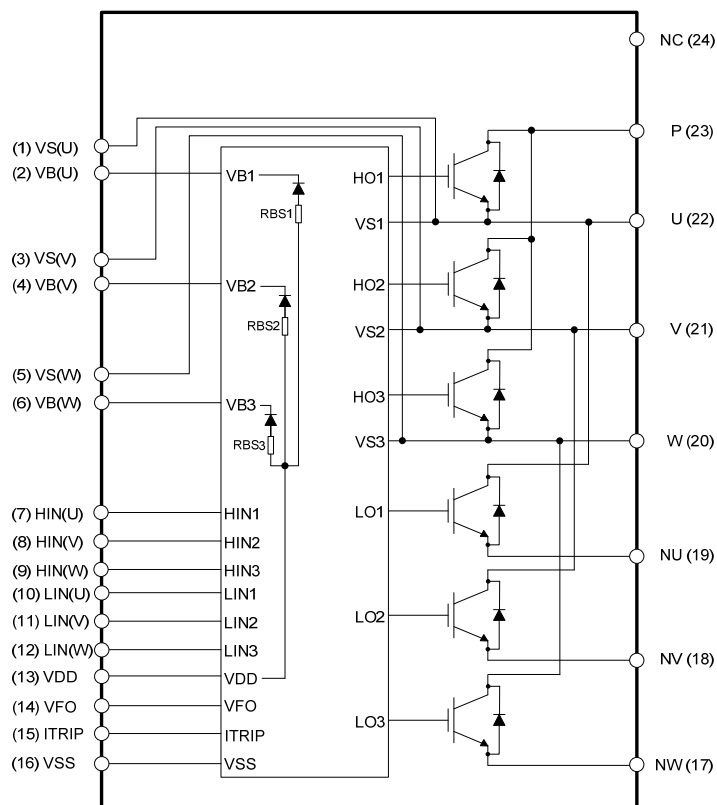 NC (24)
(1) VS(U)
(2) VB(U)
(3) VS(V)
(4) VB(V)
(5) VS(W)
(6) VB(W)
(7) HIN(U)
(8) HIN(V)
(9) HIN(W)
(10) LIN(U)
(11) LIN(V)
(12) LIN(W)
(13) VDD
(14) VFO
(15) ITRIP
(16) VSS
VB1
RBS1
VB2
RBS2
VB3
RBS3
HIN1
HIN2
HIN3
LIN1
LIN2
LIN3
VDD
VFO
ITRIP
VSS
HO1
VS1
HO2
VS2
HO3
VS3
LO1
LO2
LO3
P (23)
U (22)
V (21)
W (20)
NU (19)
NV (18)
NW (17)